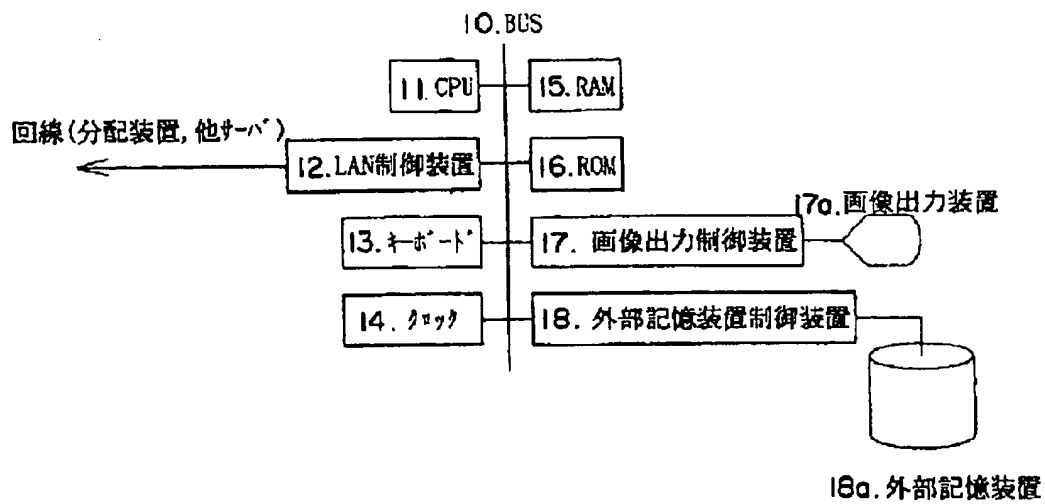 10.BUS
11.CPU
15.RAM
回線(分配装置,他ｻｰﾊﾞ)
12.LAN制御装置
16.ROM
17a.画像出力装置
13.ｷｰﾎﾞｰﾄﾞ
17.画像出力制御装置
14.ｸﾛｯｸ
18.外部記憶装置制御装置
18a.外部記憶装置